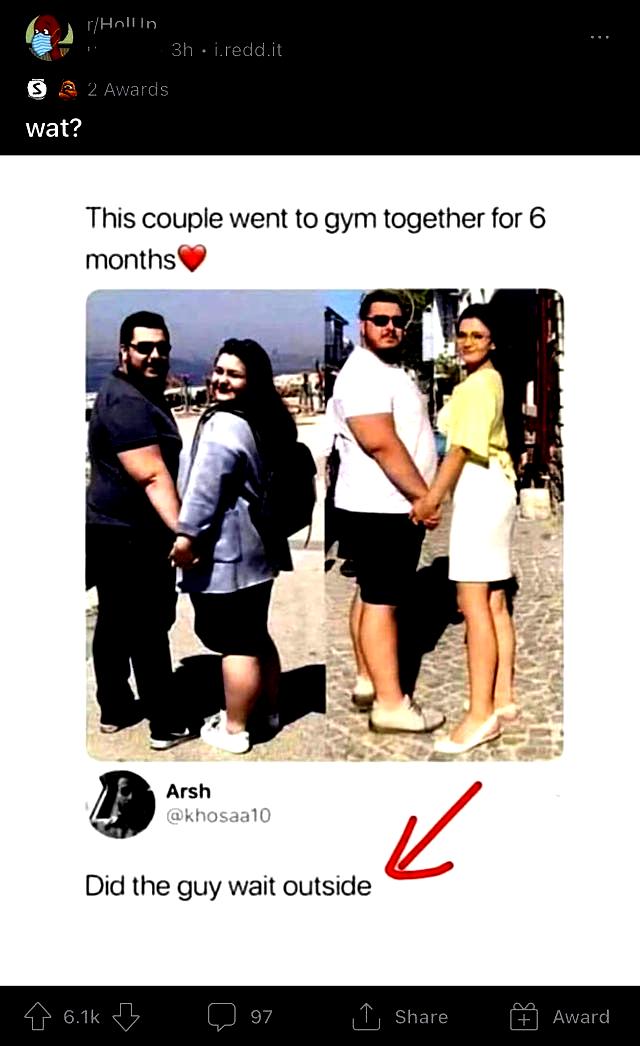 r/HolUp
3h • i.redd.it
2 Awards
wat?
This couple went to gym together for 6
months❤️
Arsh
@khosaa10
Did the guy wait outside
6.1k
97
Share
Award